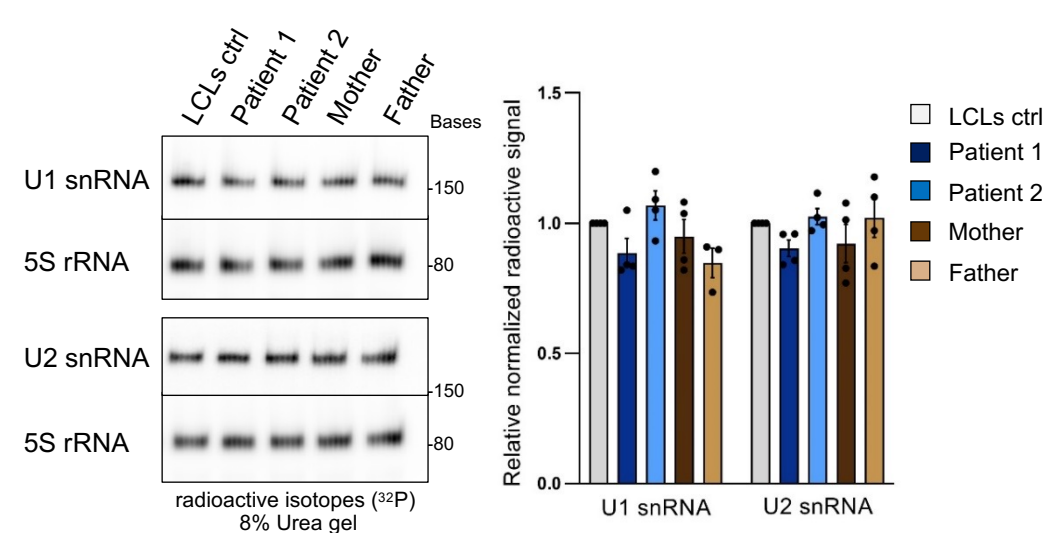 LCLs ctrl
Patient 1
Patient 2
Mother
Father
Bases
U1 snRNA
-150
5S rRNA
-80
U2 snRNA
-150
5S rRNA
-80
radioactive isotopes (³²P)
8% Urea gel
Relative normalized radioactive signal
1.5
1.0
0.5
0.0
U1 snRNA
U2 snRNA
LCLs ctrl
Patient 1
Patient 2
Mother
Father